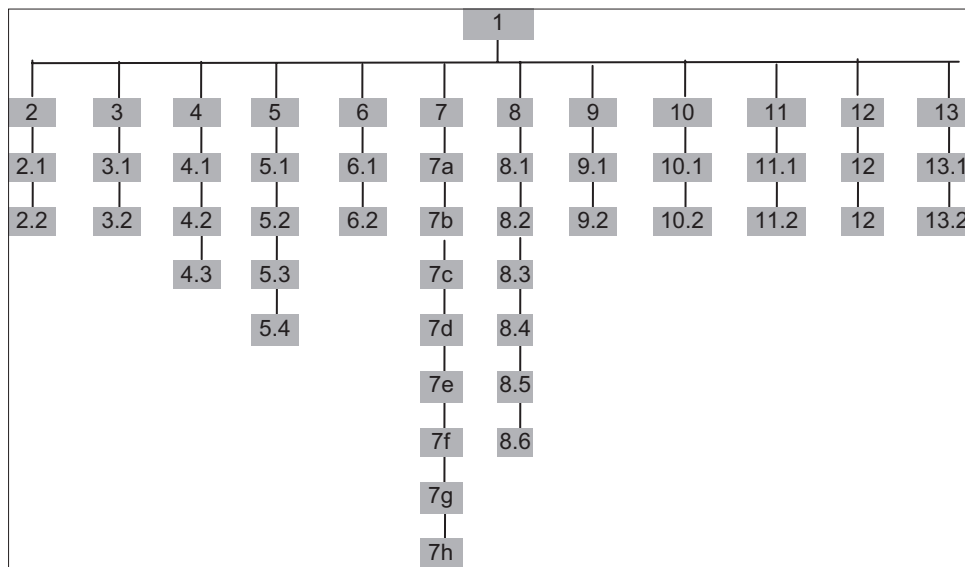 1
2 3 4 5 6 7 8 9 10 11 12 13
2.1 3.1 4.1 5.1 6.1 7a 8.1 9.1 10.1 11.1 12 13.1
2.2 3.2 4.2 5.2 6.2 7b 8.2 9.2 10.2 11.2 12 13.2
4.3 5.3 7c 8.3
5.4 7d 8.4
7e 8.5
7f 8.6
7g
7h